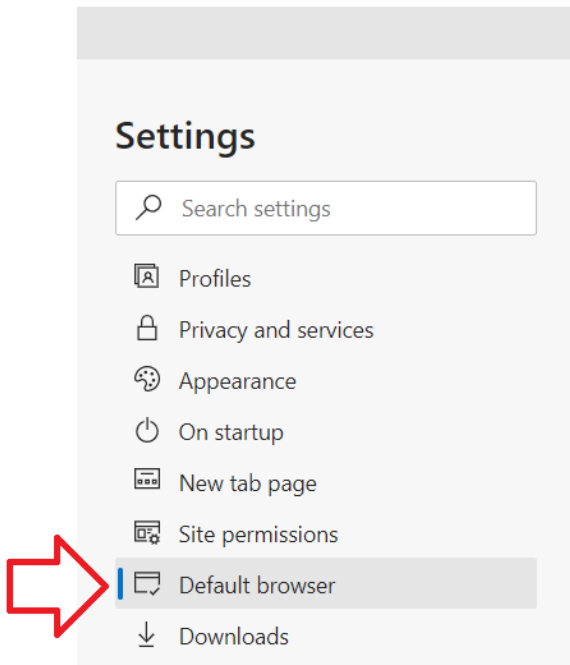 Settings
Search settings
Profiles
Privacy and services
Appearance
On startup
New tab page
Site permissions
Default browser
Downloads